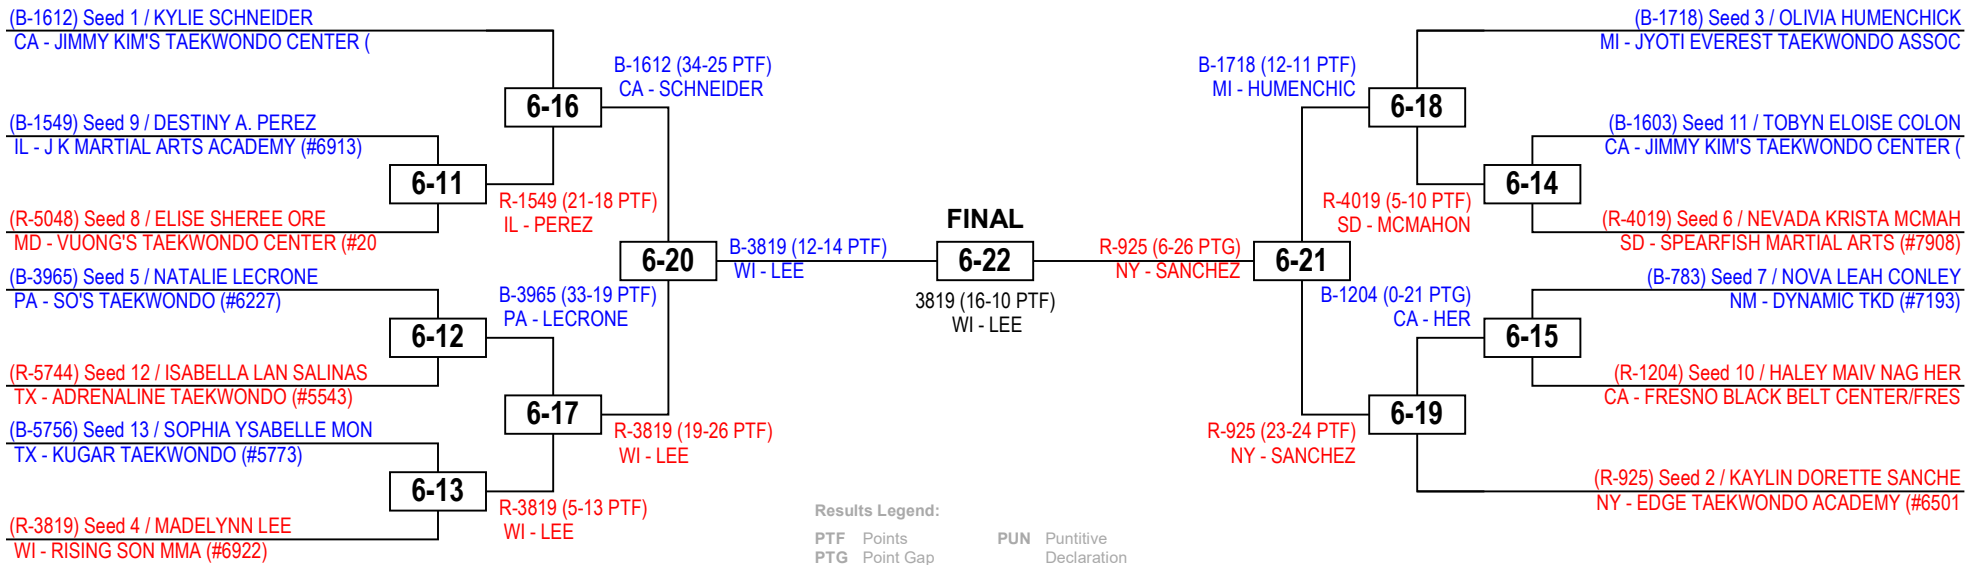 (B-1612) Seed 1 / KYLIE SCHNEIDER
CA - JIMMY KIM'S TAEKWONDO CENTER (
B-1612 (34-25 PTF)
CA - SCHNEIDER
6-16
(B-1549) Seed 9 / DESTINY A. PEREZ
IL - J K MARTIAL ARTS ACADEMY (#6913)
6-11
R-1549 (21-18 PTF)
IL - PEREZ
(R-5048) Seed 8 / ELISE SHEREE ORE
MD - VUONG'S TAEKWONDO CENTER (#20
6-20
B-3819 (12-14 PTF)
WI - LEE
(B-3965) Seed 5 / NATALIE LECRONE
PA - SO'S TAEKWONDO (#6227)
B-3965 (33-19 PTF)
PA - LECRONE
6-12
(R-5744) Seed 12 / ISABELLA LAN SALINAS
TX - ADRENALINE TAEKWONDO (#5543)
6-17
R-3819 (19-26 PTF)
WI - LEE
(B-5756) Seed 13 / SOPHIA YSABELLE MON
TX - KUGAR TAEKWONDO (#5773)
6-13
R-3819 (5-13 PTF)
WI - LEE
(R-3819) Seed 4 / MADELYNN LEE
WI - RISING SON MMA (#6922)
FINAL
6-22
3819 (16-10 PTF)
WI - LEE
(B-1718) Seed 3 / OLIVIA HUMENCHICK
MI - JYOTI EVEREST TAEKWONDO ASSOC
B-1718 (12-11 PTF)
MI - HUMENCHIC
6-18
(B-1603) Seed 11 / TOBYN ELOISE COLON
CA - JIMMY KIM'S TAEKWONDO CENTER (
6-14
R-4019 (5-10 PTF)
SD - MCMAHON
(R-4019) Seed 6 / NEVADA KRISTA MCMAH
SD - SPEARFISH MARTIAL ARTS (#7908)
R-925 (6-26 PTG)
NY - SANCHEZ
6-21
(B-783) Seed 7 / NOVA LEAH CONLEY
NM - DYNAMIC TKD (#7193)
B-1204 (0-21 PTG)
CA - HER
6-15
(R-1204) Seed 10 / HALEY MAIV NAG HER
CA - FRESNO BLACK BELT CENTER/FRES
6-19
R-925 (23-24 PTF)
NY - SANCHEZ
(R-925) Seed 2 / KAYLIN DORETTE SANCHE
NY - EDGE TAEKWONDO ACADEMY (#6501
Results Legend:
PTF Points PUN Puntitive
PTG Point Gap Declaration